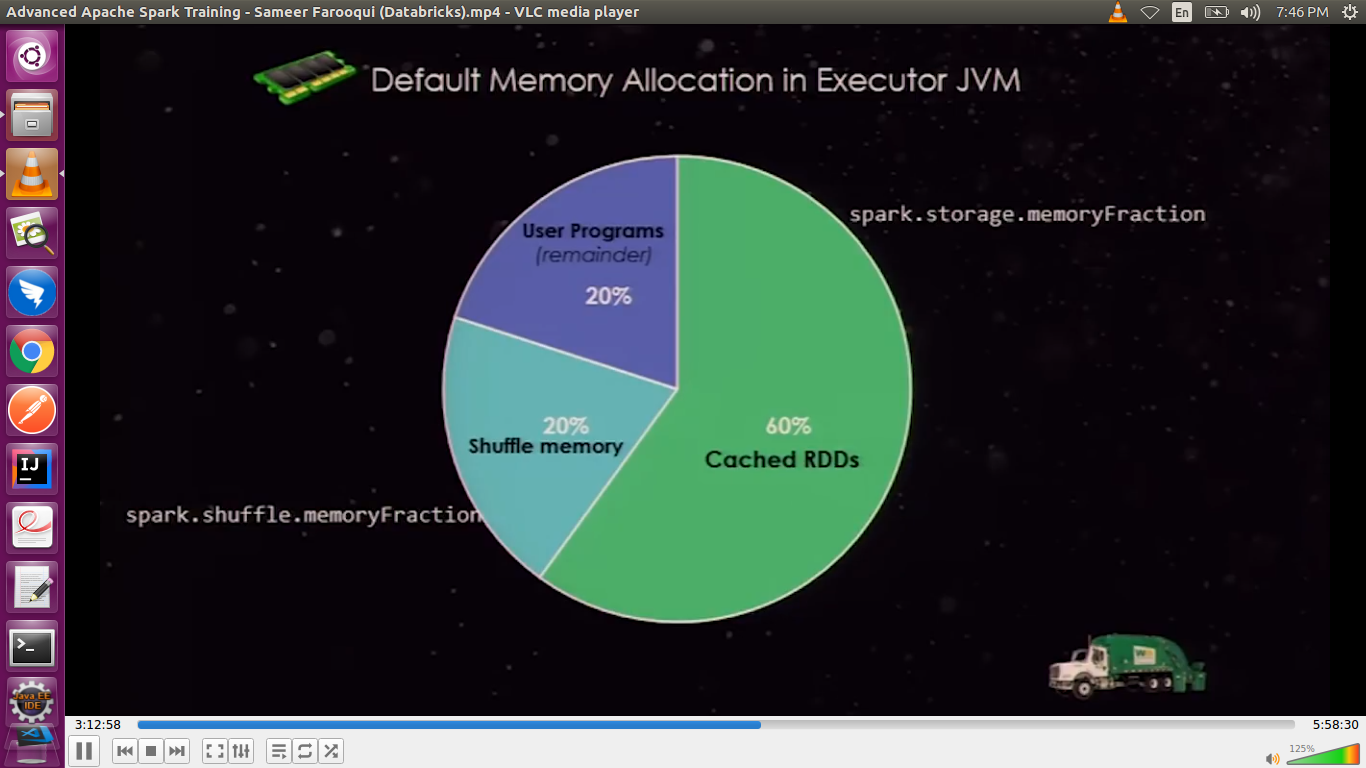 Advanced Apache Spark Training - Sameer Farooqui (Databricks).mp4 - VLC media player
En
7:46 PM
Default Memory Allocation in Executor JVM
spark.storage.memoryFraction
User Programs
(remainder)
20%
20%
Shuffle memory
60%
Cached RDDs
spark.shuffle.memoryFraction
IJ
Java EE
IDE
3:12:58
5:58:30
125%